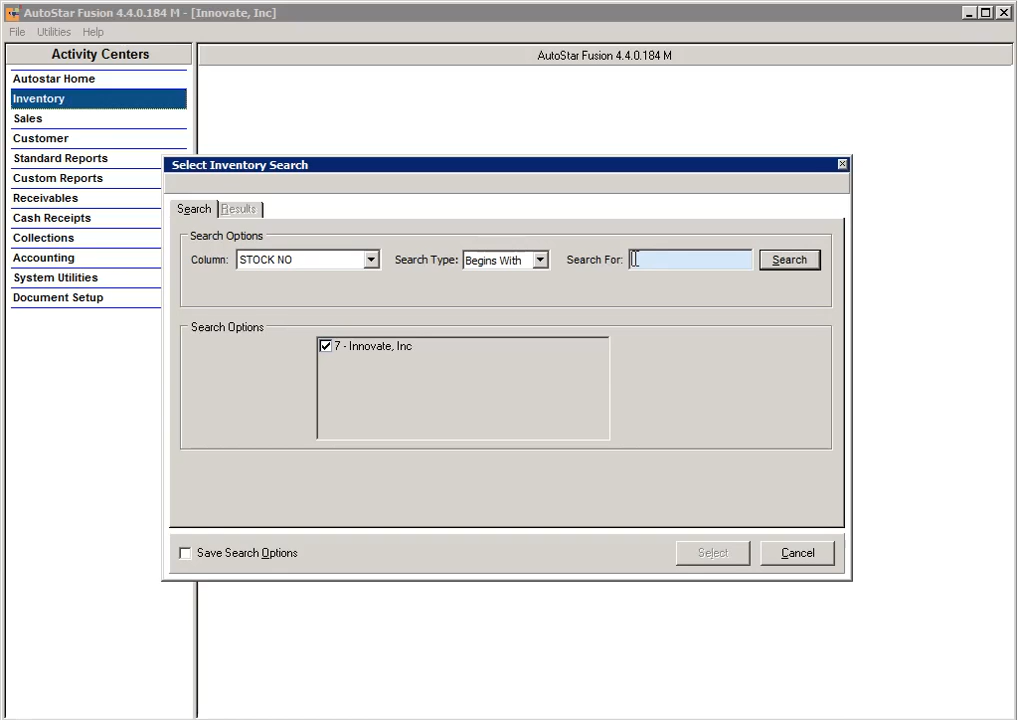 AutoStar Fusion 4.4.0.184 M - [Innovate, Inc]
File Utilities Help
Activity Centers
AutoStar Fusion 4.4.0.184 M
Autostar Home
Inventory
Sales
Customer
Standard Reports
Custom Reports
Receivables
Cash Receipts
Collections
Accounting
System Utilities
Document Setup
Select Inventory Search
Search Results
Search Options
Column: STOCK NO Search Type: Begins With Search For: Search
Search Options
7 - Innovate, Inc
Save Search Options Select Cancel